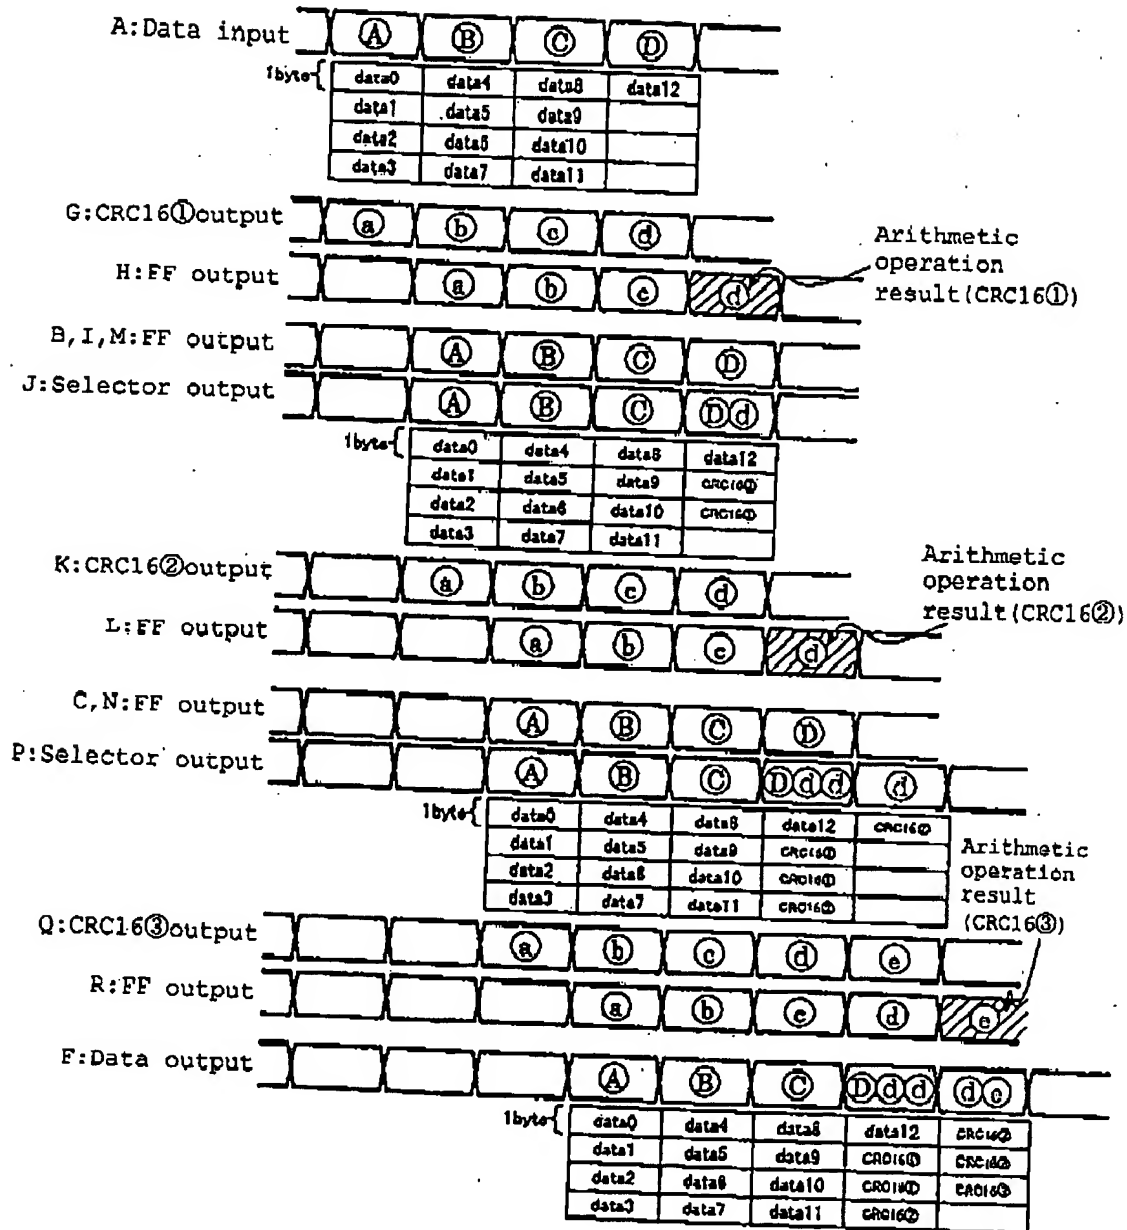 A:Data input Ⓐ Ⓑ Ⓒ Ⓓ
1byte{ data0 data4 data8 data12
data1 data5 data9
data2 data6 data10
data3 data7 data11
G:CRC16①output ⓐ ⓑ ⓒ ⓓ
H:FF output ⓐ ⓑ ⓒ ⓓ
Arithmetic
operation
result(CRC16①)
B,I,M:FF output Ⓐ Ⓑ Ⓒ Ⓓ
J:Selector output Ⓐ Ⓑ Ⓒ Ⓓⓓ
1byte{ data0 data4 data8 data12
data1 data5 data9 CRC16①
data2 data6 data10 CRC16①
data3 data7 data11
K:CRC16②output ⓐ ⓑ ⓒ ⓓ
L:FF output ⓐ ⓑ ⓒ ⓓ
Arithmetic
operation
result(CRC16②)
C,N:FF output Ⓐ Ⓑ Ⓒ Ⓓ
P:Selector output Ⓐ Ⓑ Ⓒ Ⓓⓓⓓ ⓓ
1byte{ data0 data4 data8 data12 CRC16②
data1 data5 data9 CRC16①
data2 data6 data10 CRC16①
data3 data7 data11 CRC16②
Arithmetic
operation
result
(CRC16③)
Q:CRC16③output ⓐ ⓑ ⓒ ⓓ ⓔ
R:FF output ⓐ ⓑ ⓒ ⓓ ⓔ
F:Data output Ⓐ Ⓑ Ⓒ Ⓓⓓⓓ ⓓⓔ
1byte{ data0 data4 data8 data12 CRC16②
data1 data5 data9 CRC16① CRC16③
data2 data6 data10 CRC16① CRC16③
data3 data7 data11 CRC16②